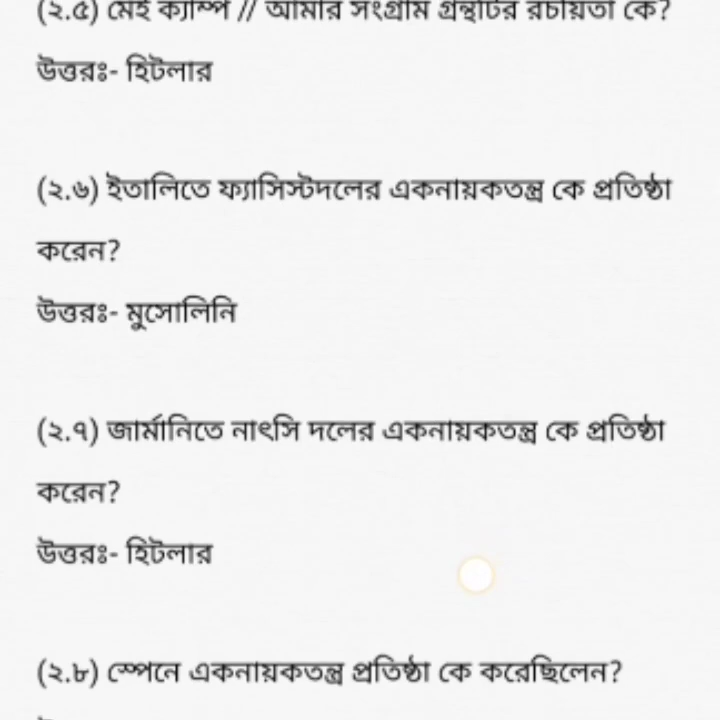 (২.৫) মেই ক্যাম্প // আমার সংগ্রাম গ্রন্থটির রচয়িতা কে?
উত্তরঃ- হিটলার
(২.৬) ইতালিতে ফ্যাসিস্টদলের একনায়কতন্ত্র কে প্রতিষ্ঠা
করেন?
উত্তরঃ- মুসোলিনি
(২.৭) জার্মানিতে নাৎসি দলের একনায়কতন্ত্র কে প্রতিষ্ঠা
করেন?
উত্তরঃ- হিটলার
(২.৮) স্পেনে একনায়কতন্ত্র প্রতিষ্ঠা কে করেছিলেন?